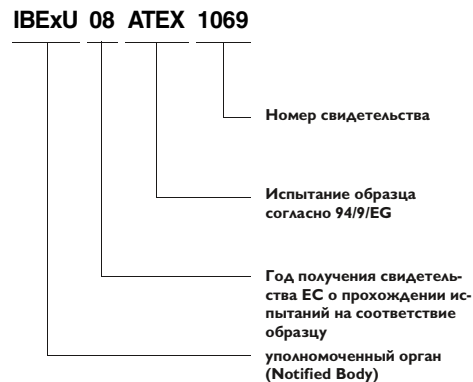 IBExU 08 ATEX 1069
Номер свидетельства
Испытание образца
согласно 94/9/EG
Год получения свидетель-
ства ЕС о прохождении ис-
пытаний на соответствие
образцу
уполномоченный орган
(Notified Body)